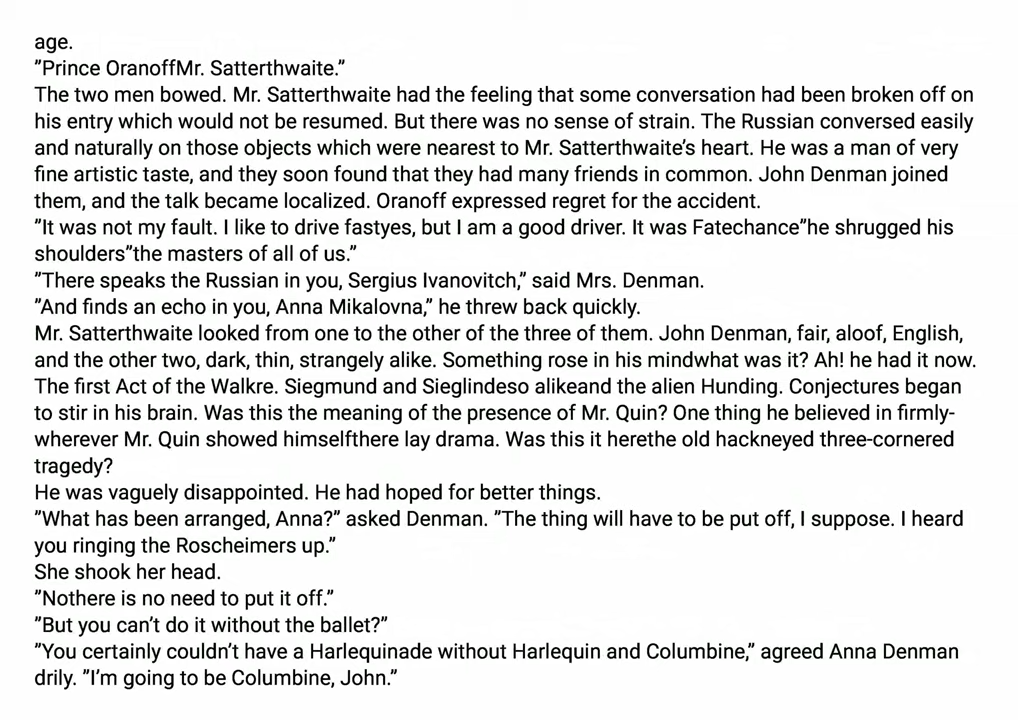 age.
"Prince OranoffMr. Satterthwaite."
The two men bowed. Mr. Satterthwaite had the feeling that some conversation had been broken off on
his entry which would not be resumed. But there was no sense of strain. The Russian conversed easily
and naturally on those objects which were nearest to Mr. Satterthwaite's heart. He was a man of very
fine artistic taste, and they soon found that they had many friends in common. John Denman joined
them, and the talk became localized. Oranoff expressed regret for the accident.
"It was not my fault. I like to drive fastyes, but I am a good driver. It was Fatechance"he shrugged his
shoulders"the masters of all of us."
"There speaks the Russian in you, Sergius Ivanovitch," said Mrs. Denman.
"And finds an echo in you, Anna Mikalovna," he threw back quickly.
Mr. Satterthwaite looked from one to the other of the three of them. John Denman, fair, aloof, English,
and the other two, dark, thin, strangely alike. Something rose in his mindwhat was it? Ah! he had it now.
The first Act of the Walkre. Siegmund and Sieglindeso alikeand the alien Hunding. Conjectures began
to stir in his brain. Was this the meaning of the presence of Mr. Quin? One thing he believed in firmly-
wherever Mr. Quin showed himselfthere lay drama. Was this it herethe old hackneyed three-cornered
tragedy?
He was vaguely disappointed. He had hoped for better things.
"What has been arranged, Anna?" asked Denman. "The thing will have to be put off, I suppose. I heard
you ringing the Roscheimers up."
She shook her head.
"Nothere is no need to put it off."
"But you can't do it without the ballet?"
"You certainly couldn't have a Harlequinade without Harlequin and Columbine," agreed Anna Denman
drily. "I'm going to be Columbine, John."